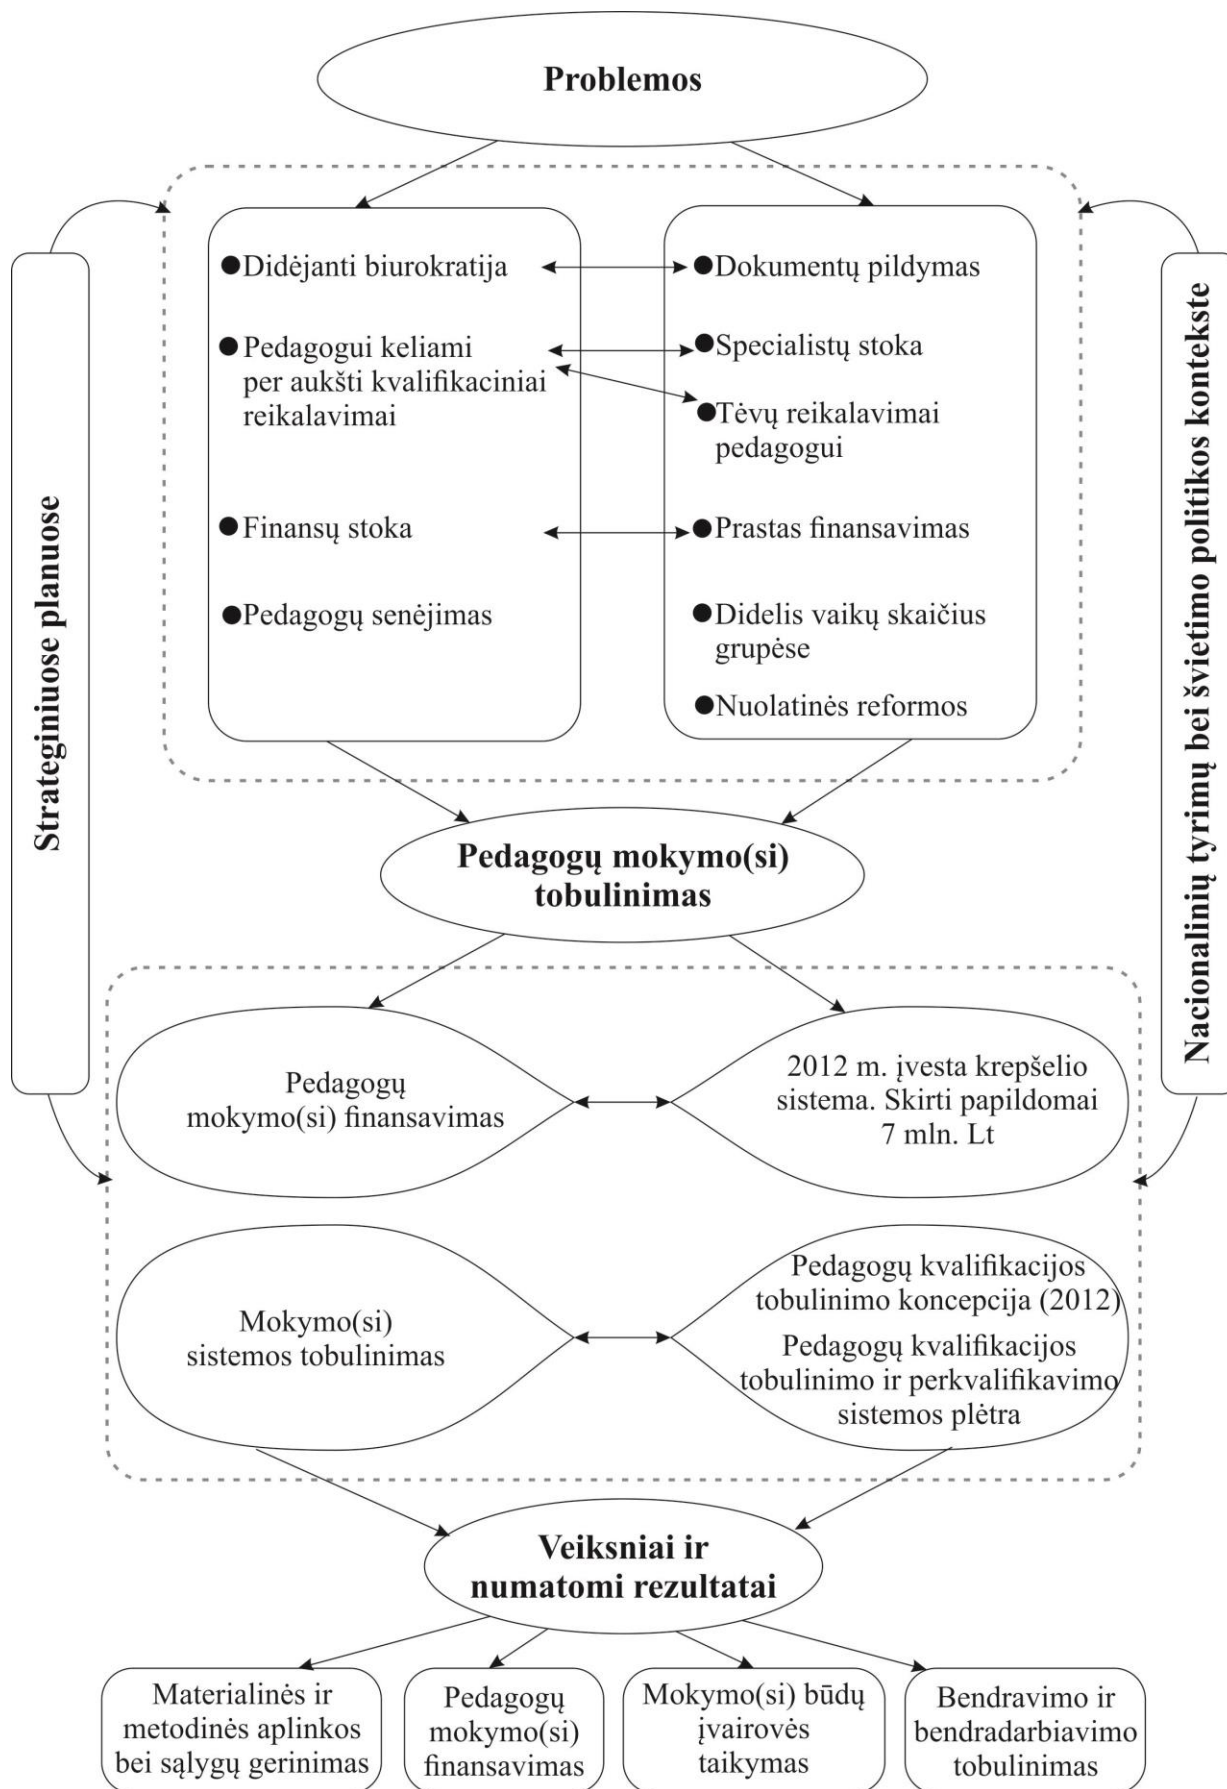 Problemos
Strateginiuose planuose
Didėjanti biurokratija
Pedagogui keliami
per aukšti kvalifikaciniai
reikalavimai
Finansų stoka
Pedagogų senėjimas
Dokumentų pildymas
Specialistų stoka
Tėvų reikalavimai
pedagogui
Prastas finansavimas
Didelis vaikų skaičius
grupėse
Nuolatinės reformos
Nacionalinių tyrimų bei švietimo politikos kontekste
Pedagogų mokymo(si)
tobulinimas
Pedagogų
mokymo(si) finansavimas
2012 m. įvesta krepšelio
sistema. Skirti papildomai
7 mln. Lt
Mokymo(si)
sistemos tobulinimas
Pedagogų kvalifikacijos
tobulinimo koncepcija (2012)
Pedagogų kvalifikacijos
tobulinimo ir perkvalifikavimo
sistemos plėtra
Veiksniai ir
numatomi rezultatai
Materialinės ir
metodinės aplinkos
bei sąlygų gerinimas
Pedagogų
mokymo(si)
finansavimas
Mokymo(si) būdų
įvairovės
taikymas
Bendravimo ir
bendradarbiavimo
tobulinimas